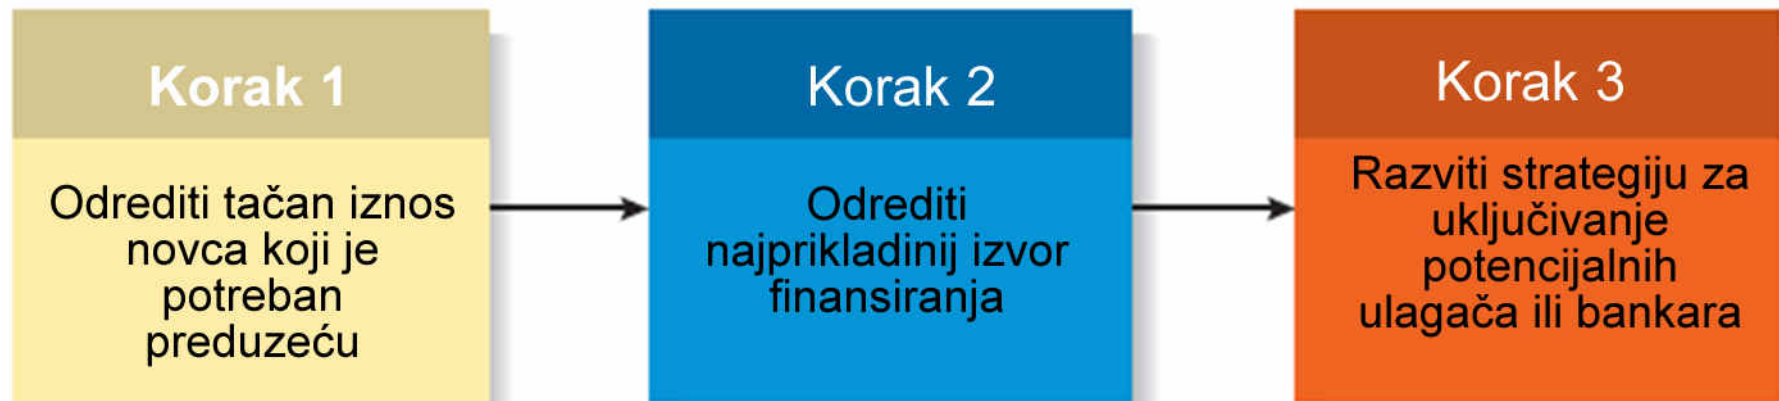 Korak 1
Odrediti tačan iznos
novca koji je
potreban
preduzeću
Korak 2
Odrediti
najprikladinij izvor
finansiranja
Korak 3
Razviti strategiju za
uključivanje
potencijalnih
ulagača ili bankara